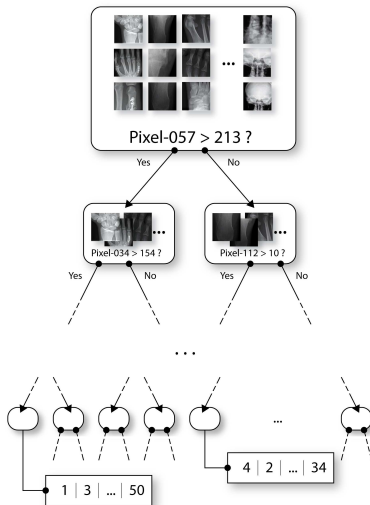 ...
Pixel-057 > 213 ?
Yes No
... ...
Pixel-034 > 154 ? Pixel-112 > 10 ?
Yes No Yes No
...
...
4 | 2 | ... | 34
1 | 3 | ... | 50